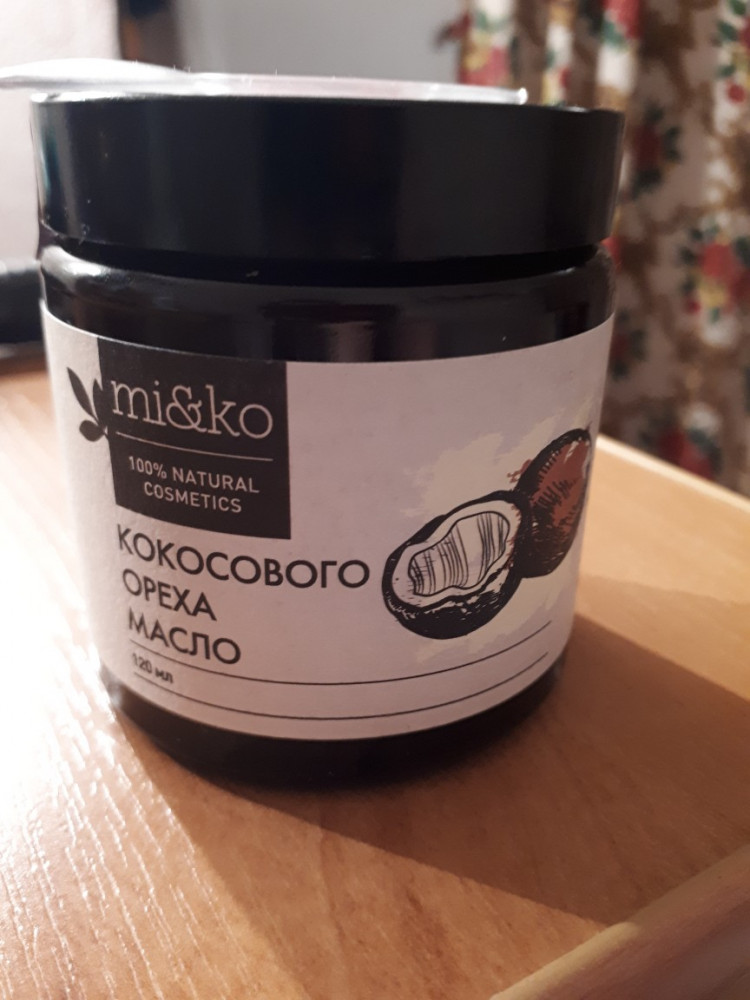 mi&ko
100% NATURAL
COSMETICS
КОКОСОВОГО
ОРЕХА
МАСЛО
120 мл